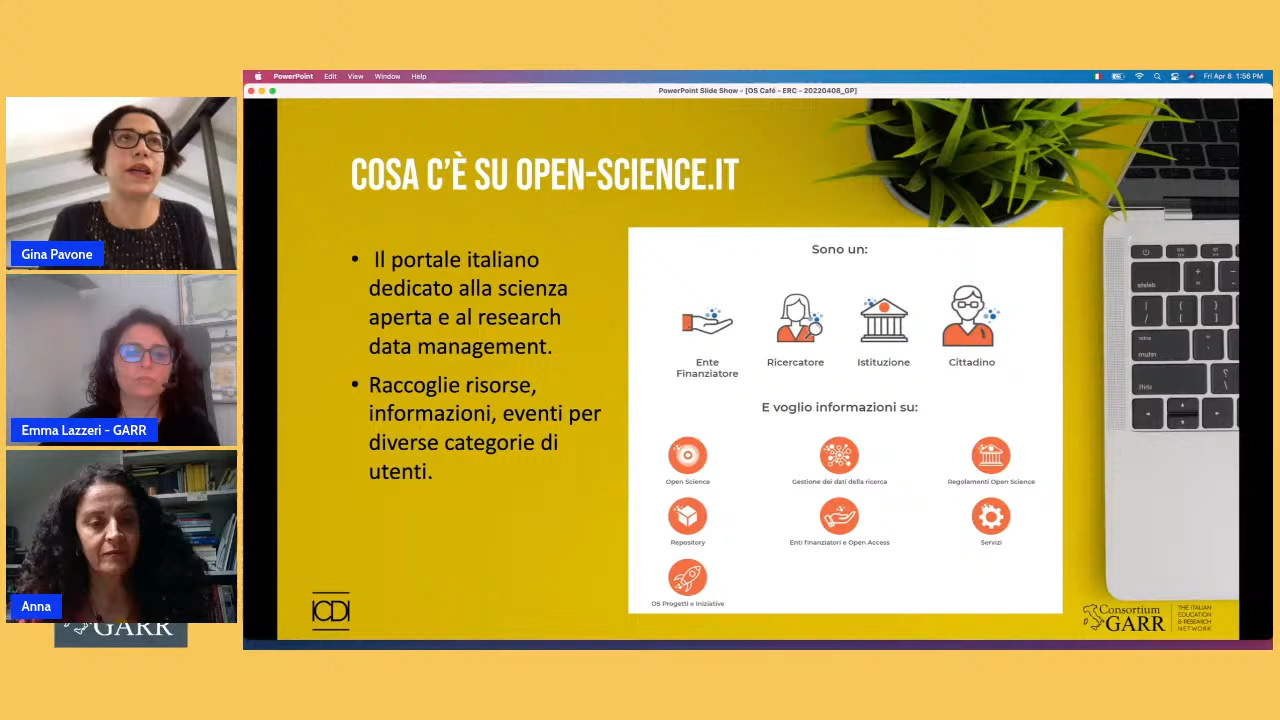 PowerPoint Edit View Window Help
Fri Apr 8 1:56 PM
PowerPoint Slide Show - [OS Café - ERC - 20220408_GP]
Gina Pavone
Emma Lazzeri - GARR
Anna
GARR
COSA C'È SU OPEN-SCIENCE.IT
• Il portale italiano
dedicato alla scienza
aperta e al research
data management.
• Raccoglie risorse,
informazioni, eventi per
diverse categorie di
utenti.
Sono un:
Ente
Finanziatore
Ricercatore
Istituzione
Cittadino
E voglio informazioni su:
Open Science
Gestione dei dati della ricerca
Regolamenti Open Science
Repository
Enti finanziatori e Open Access
Servizi
OS Progetti e Iniziative
ICDI
Consortium
GARR
THE ITALIAN
EDUCATION
& RESEARCH
NETWORK